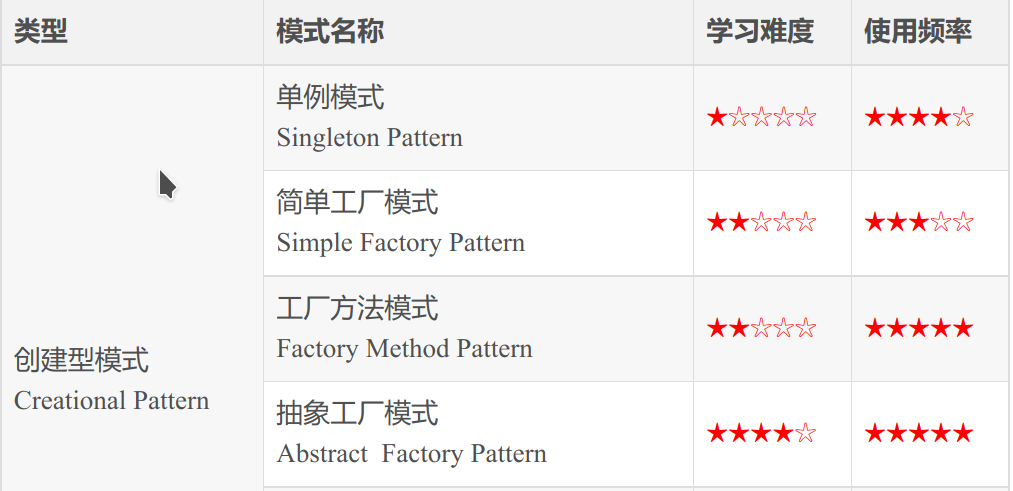 类型 模式名称 学习难度 使用频率
单例模式
Singleton Pattern
★☆☆☆☆ ★★★★☆
简单工厂模式
Simple Factory Pattern
★★☆☆☆ ★★★☆☆
工厂方法模式
Factory Method Pattern
★★☆☆☆ ★★★★★
创建型模式
Creational Pattern
抽象工厂模式
Abstract  Factory Pattern
★★★★☆ ★★★★★